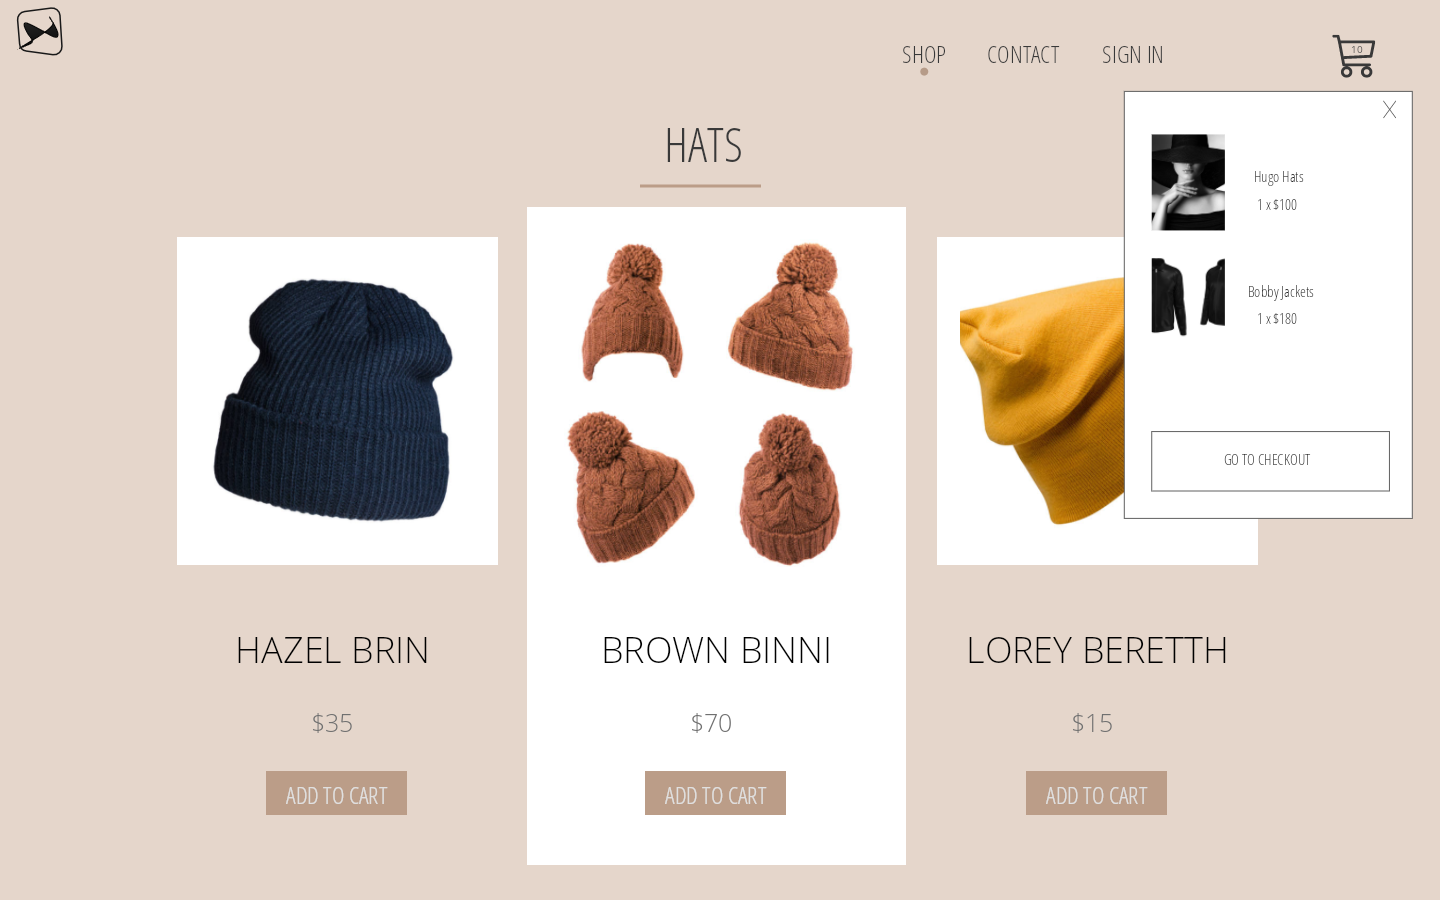 SHOP
CONTACT
SIGN IN
10
HATS
X
Hugo Hats
1 x $100
Bobby Jackets
1 x $180
GO TO CHECKOUT
HAZEL BRIN
$35
ADD TO CART
BROWN BINNI
$70
ADD TO CART
LOREY BERETTH
$15
ADD TO CART